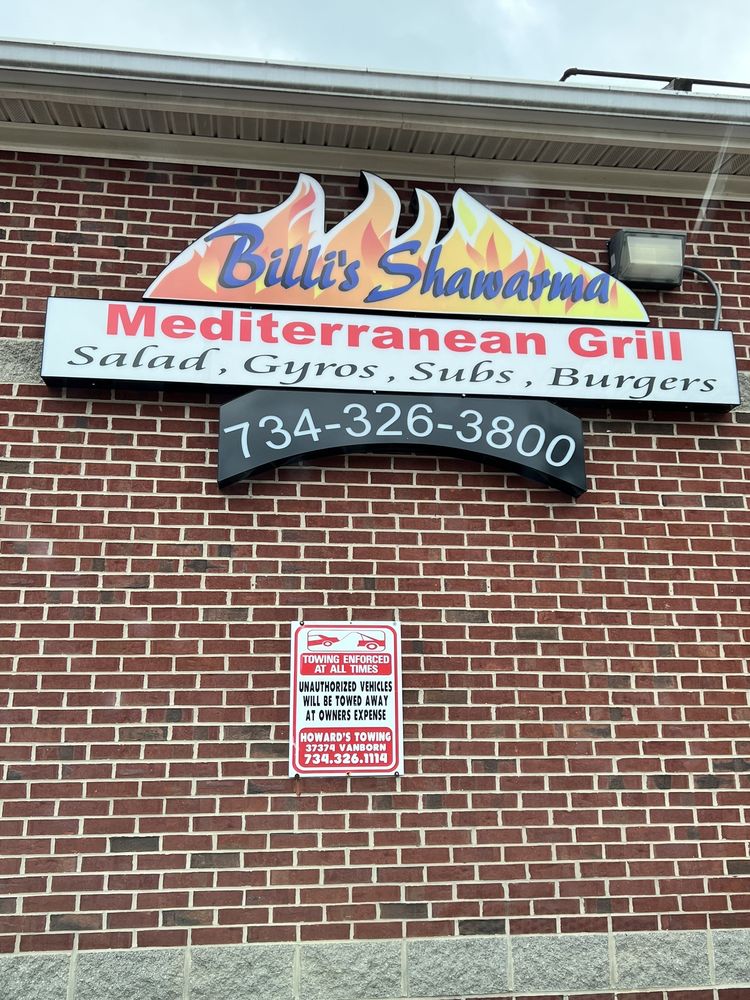 Billi's Shawarma
Mediterranean Grill
Salad, Gyros, Subs, Burgers
734-326-3800
TOWING ENFORCED
AT ALL TIMES
UNAUTHORIZED VEHICLES
WILL BE TOWED AWAY
AT OWNERS EXPENSE
HOWARD'S TOWING
37374 VANBORN
734.326.1114